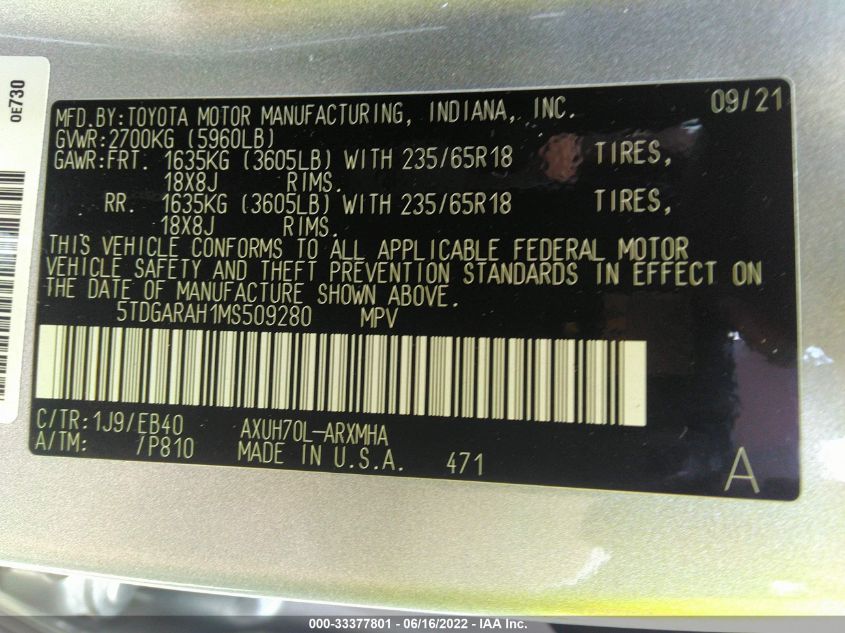 0E730
MFD.BY:TOYOTA MOTOR MANUFACTURING, INDIANA, INC. 09/21
GVWR:2700KG (5960LB)
GAWR:FRT. 1635KG (3605LB) WITH 235/65R18 TIRES,
18X8J RIMS.
RR. 1635KG (3605LB) WITH 235/65R18 TIRES,
18X8J RIMS.
THIS VEHICLE CONFORMS TO ALL APPLICABLE FEDERAL MOTOR
VEHICLE SAFETY AND THEFT PREVENTION STANDARDS IN EFFECT ON
THE DATE OF MANUFACTURE SHOWN ABOVE.
5TDGARAH1MS509280 MPV
C/TR:1J9/EB40 AXUH70L-ARXMHA
A/TM: /P810 MADE IN U.S.A. 471 A
000-33377801 - 06/16/2022 - IAA Inc.